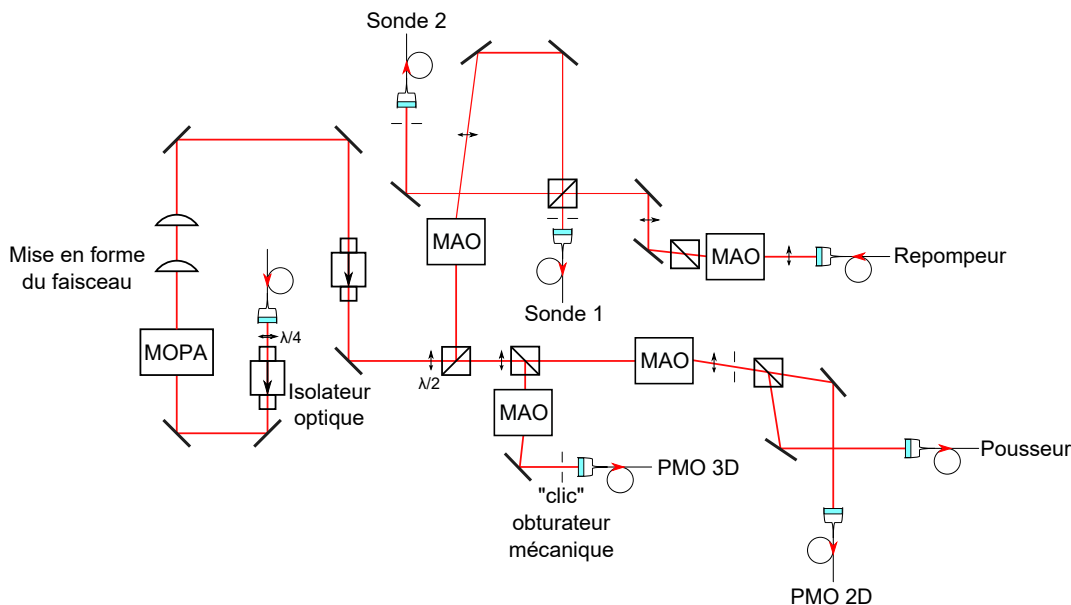 Sonde 2
Mise en forme
du faisceau
MAO
MAO
Repompeur
Sonde 1
λ/4
MOPA
Isolateur
optique
λ/2
MAO
MAO
PMO 3D
"clic"
obturateur
mécanique
Pousseur
PMO 2D